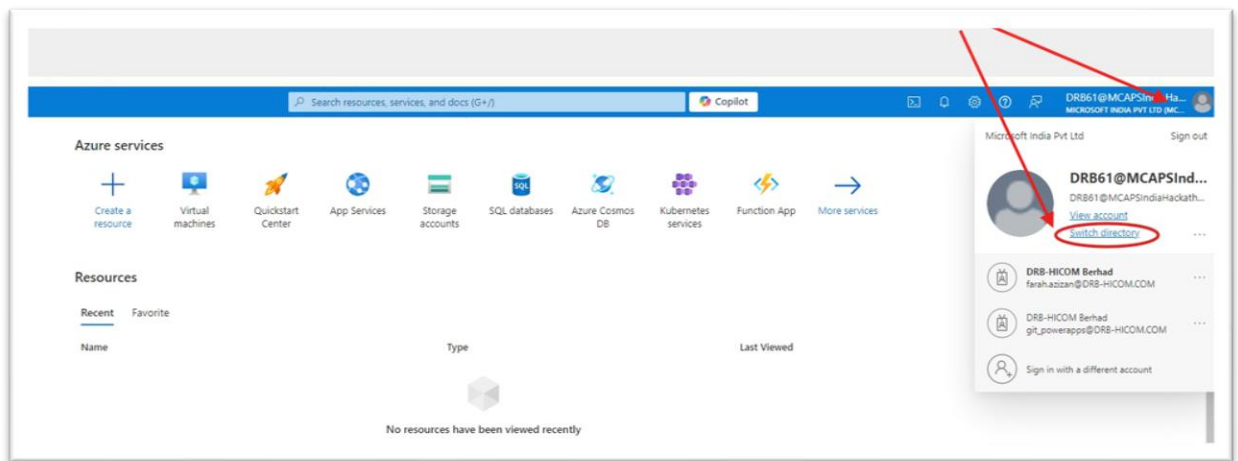 Search resources, services, and docs (G+/)
Copilot
DRB61@MCAPSIndiaHa...
MICROSOFT INDIA PVT LTD (MC...
Microsoft India Pvt Ltd
Sign out
DRB61@MCAPSInd...
DRB61@MCAPSIndiaHackath...
View account
Switch directory
...
DRB-HICOM Berhad
farah.azizan@DRB-HICOM.COM
...
DRB-HICOM Berhad
git_powerapps@DRB-HICOM.COM
...
Sign in with a different account
Azure services
Create a
resource
Virtual
machines
Quickstart
Center
App Services
Storage
accounts
SQL
SQL databases
Azure Cosmos
DB
Kubernetes
services
Function App
More services
Resources
Recent
Favorite
Name
Type
Last Viewed
No resources have been viewed recently